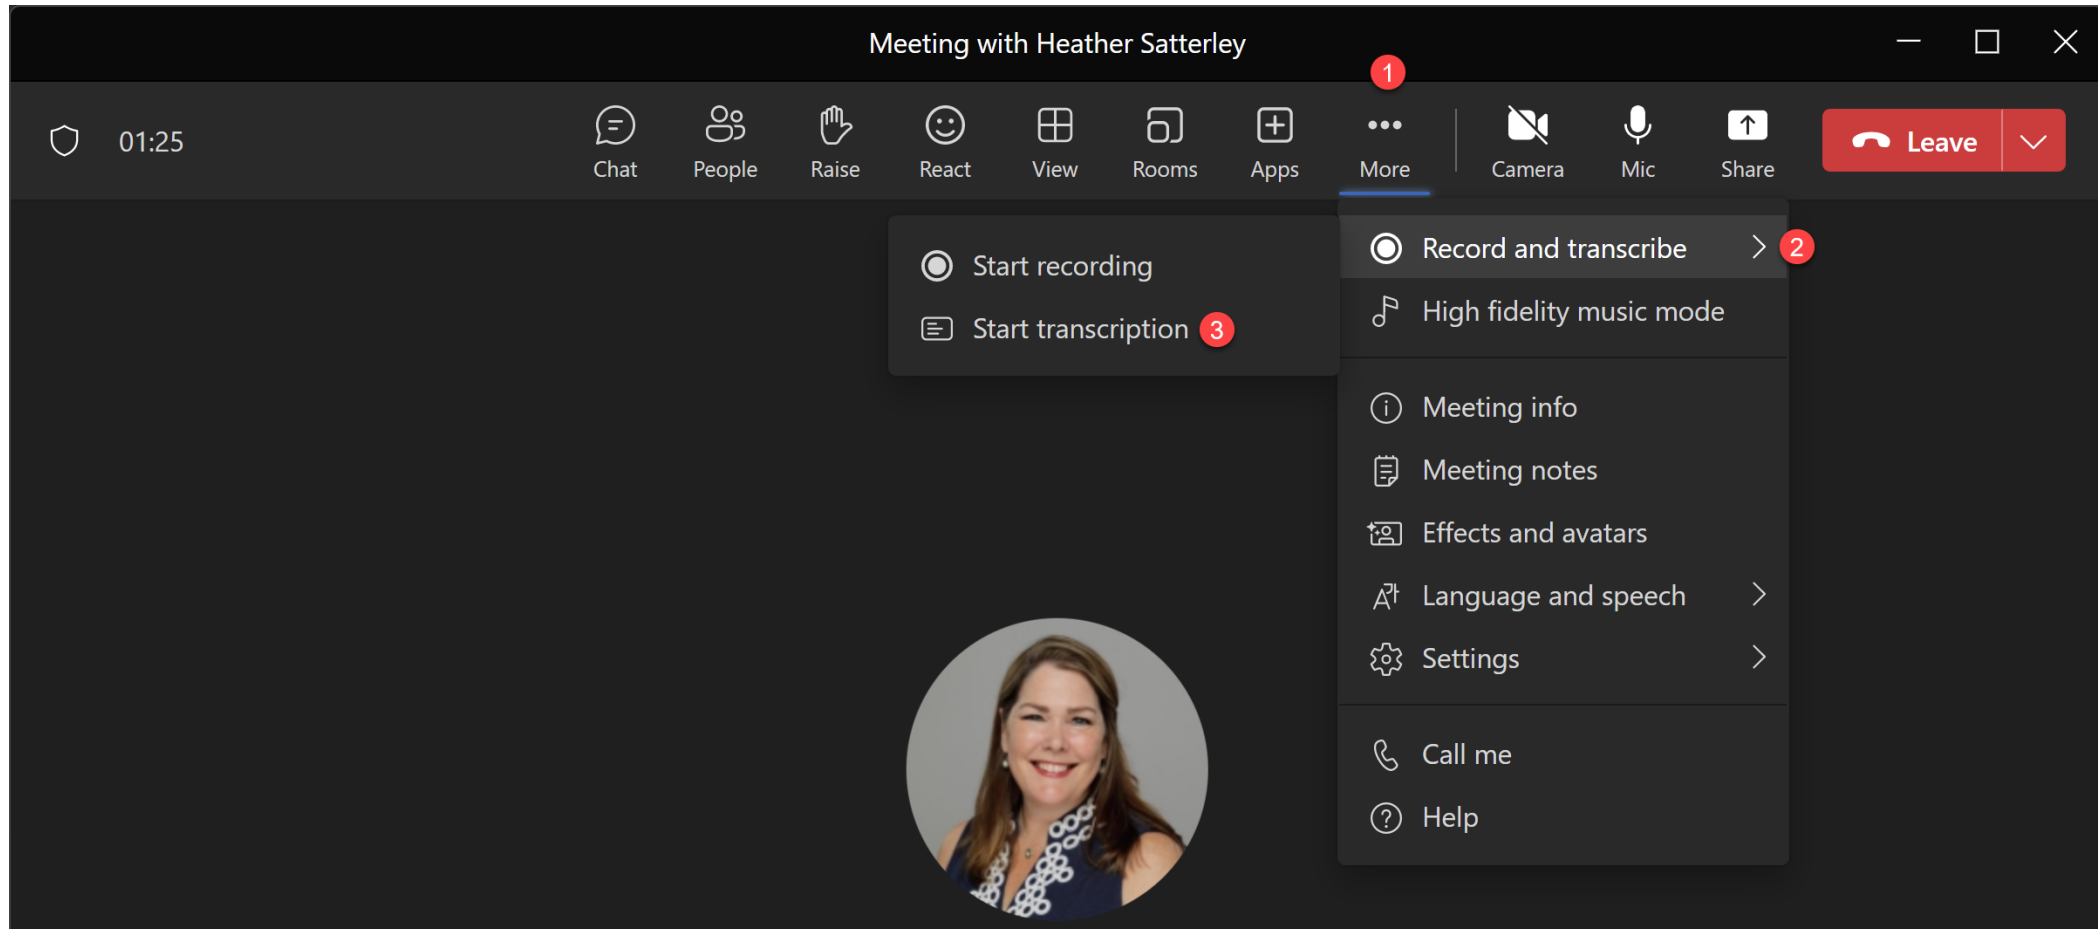 Meeting with Heather Satterley
1
01:25
Chat
People
Raise
React
View
Rooms
Apps
More
Camera
Mic
Share
Leave
Start recording
Start transcription 3
Record and transcribe 2
High fidelity music mode
Meeting info
Meeting notes
Effects and avatars
Language and speech
Settings
Call me
Help